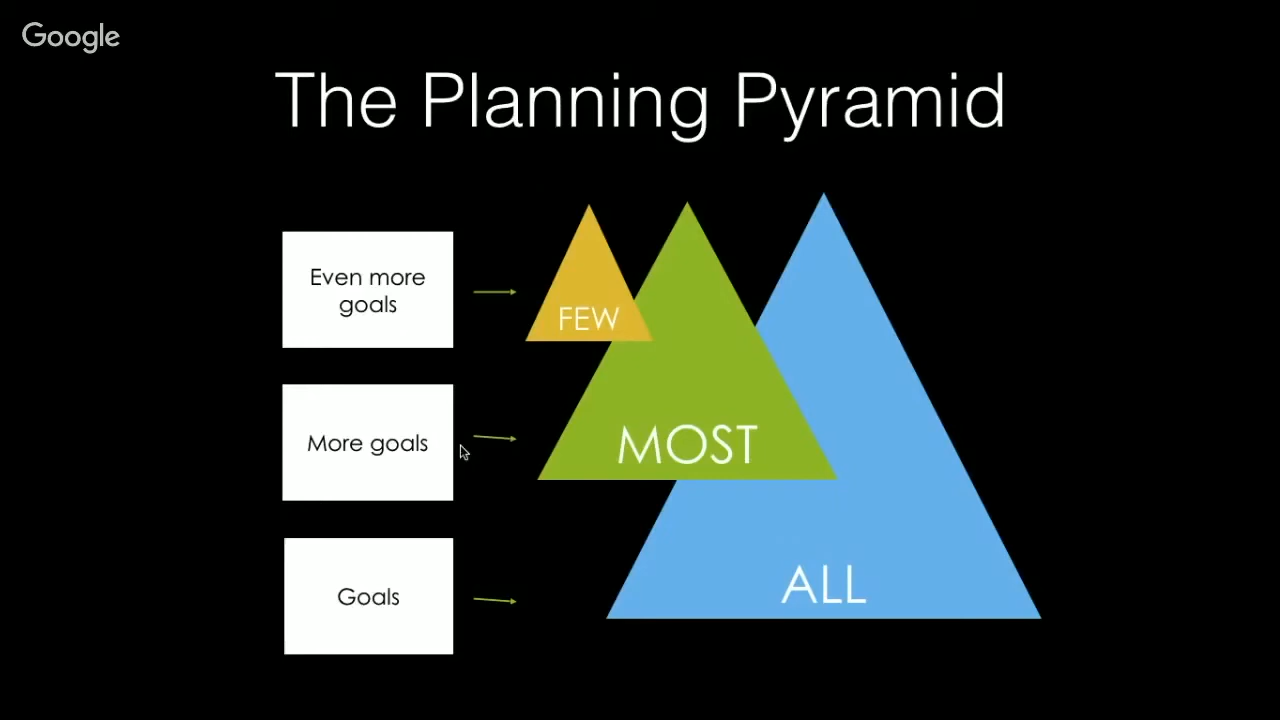 Google
The Planning Pyramid
Even more
goals
FEW
More goals
MOST
Goals
ALL